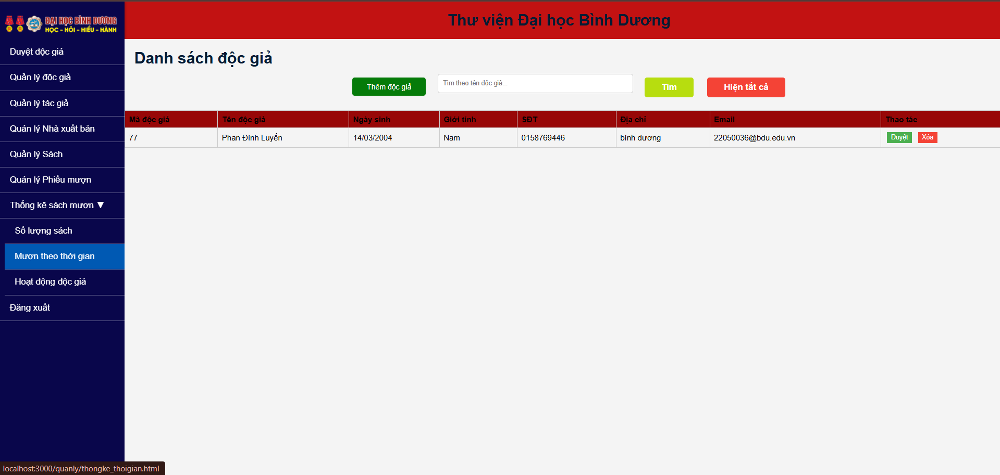 ĐẠI HỌC BÌNH DƯƠNG
HỌC - HỎI - HIỂU - HÀNH
Thư viện Đại học Bình Dương
Duyệt độc giả
Quản lý độc giả
Quản lý tác giả
Quản lý Nhà xuất bản
Quản lý Sách
Quản lý Phiếu mượn
Thống kê sách mượn ▼
Số lượng sách
Mượn theo thời gian
Hoạt động độc giả
Đăng xuất
Danh sách độc giả
Thêm độc giả Tìm theo tên độc giả... Tìm Hiện tất cả
Mã độc giả Tên độc giả Ngày sinh Giới tính SĐT Địa chỉ Email Thao tác
77 Phan Đình Luyến 14/03/2004 Nam 0158769446 bình dương 22050036@bdu.edu.vn Duyệt Xóa
localhost:3000/quanly/thongke_thoigian.html